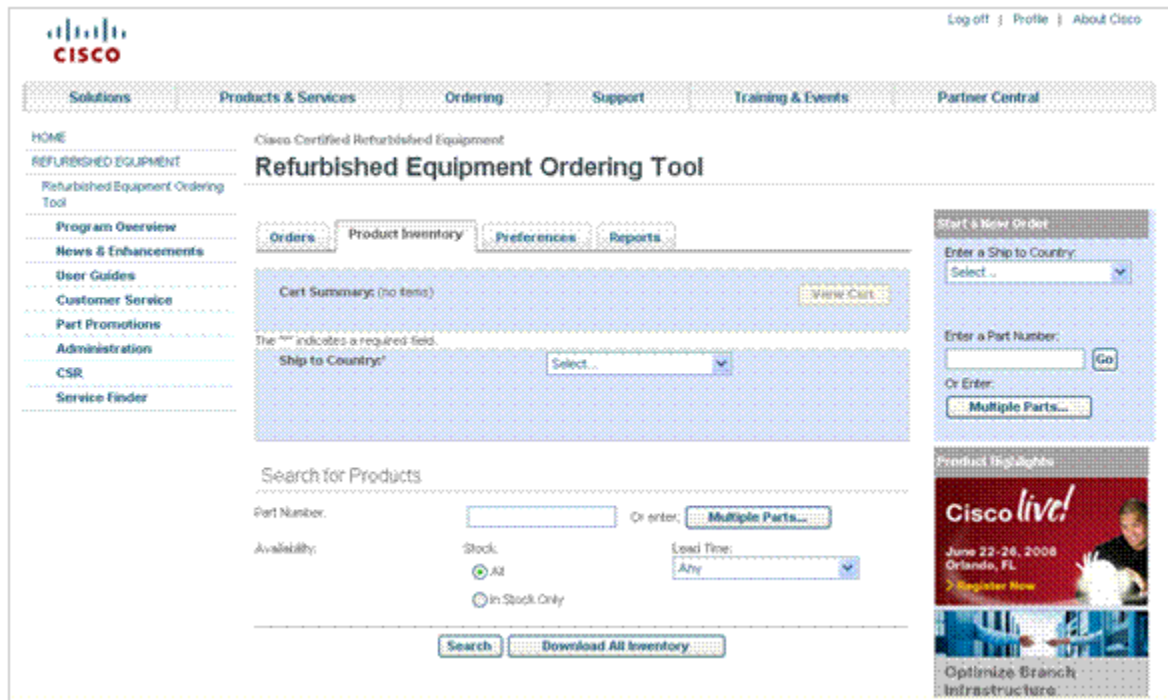 CISCO
Log off | Profile | About Cisco
Solutions
Products & Services
Ordering
Support
Training & Events
Partner Central
HOME
REFURBISHED EQUIPMENT
Refurbished Equipment Ordering
Tool
Program Overview
News & Enhancements
User Guides
Customer Service
Part Promotions
Administration
CSR
Service Finder
Cisco Certified Refurbished Equipment
Refurbished Equipment Ordering Tool
Orders
Product Inventory
Preferences
Reports
Cart Summary: (no items)
View Cart
The "*" indicates a required field.
Ship to Country:*
Select...
Search for Products
Part Number:
Or enter:
Multiple Parts...
Availability:
Stock:
All
In Stock Only
Lead Time:
Any
Search
Download All Inventory
Start a New Order
Enter a Ship to Country:
Select ..
Enter a Part Number:
Go
Or Enter:
Multiple Parts...
Product Highlights
Cisco live!
June 22-26, 2008
Orlando, FL
> Register Now
Optimize Branch
Infrastructure